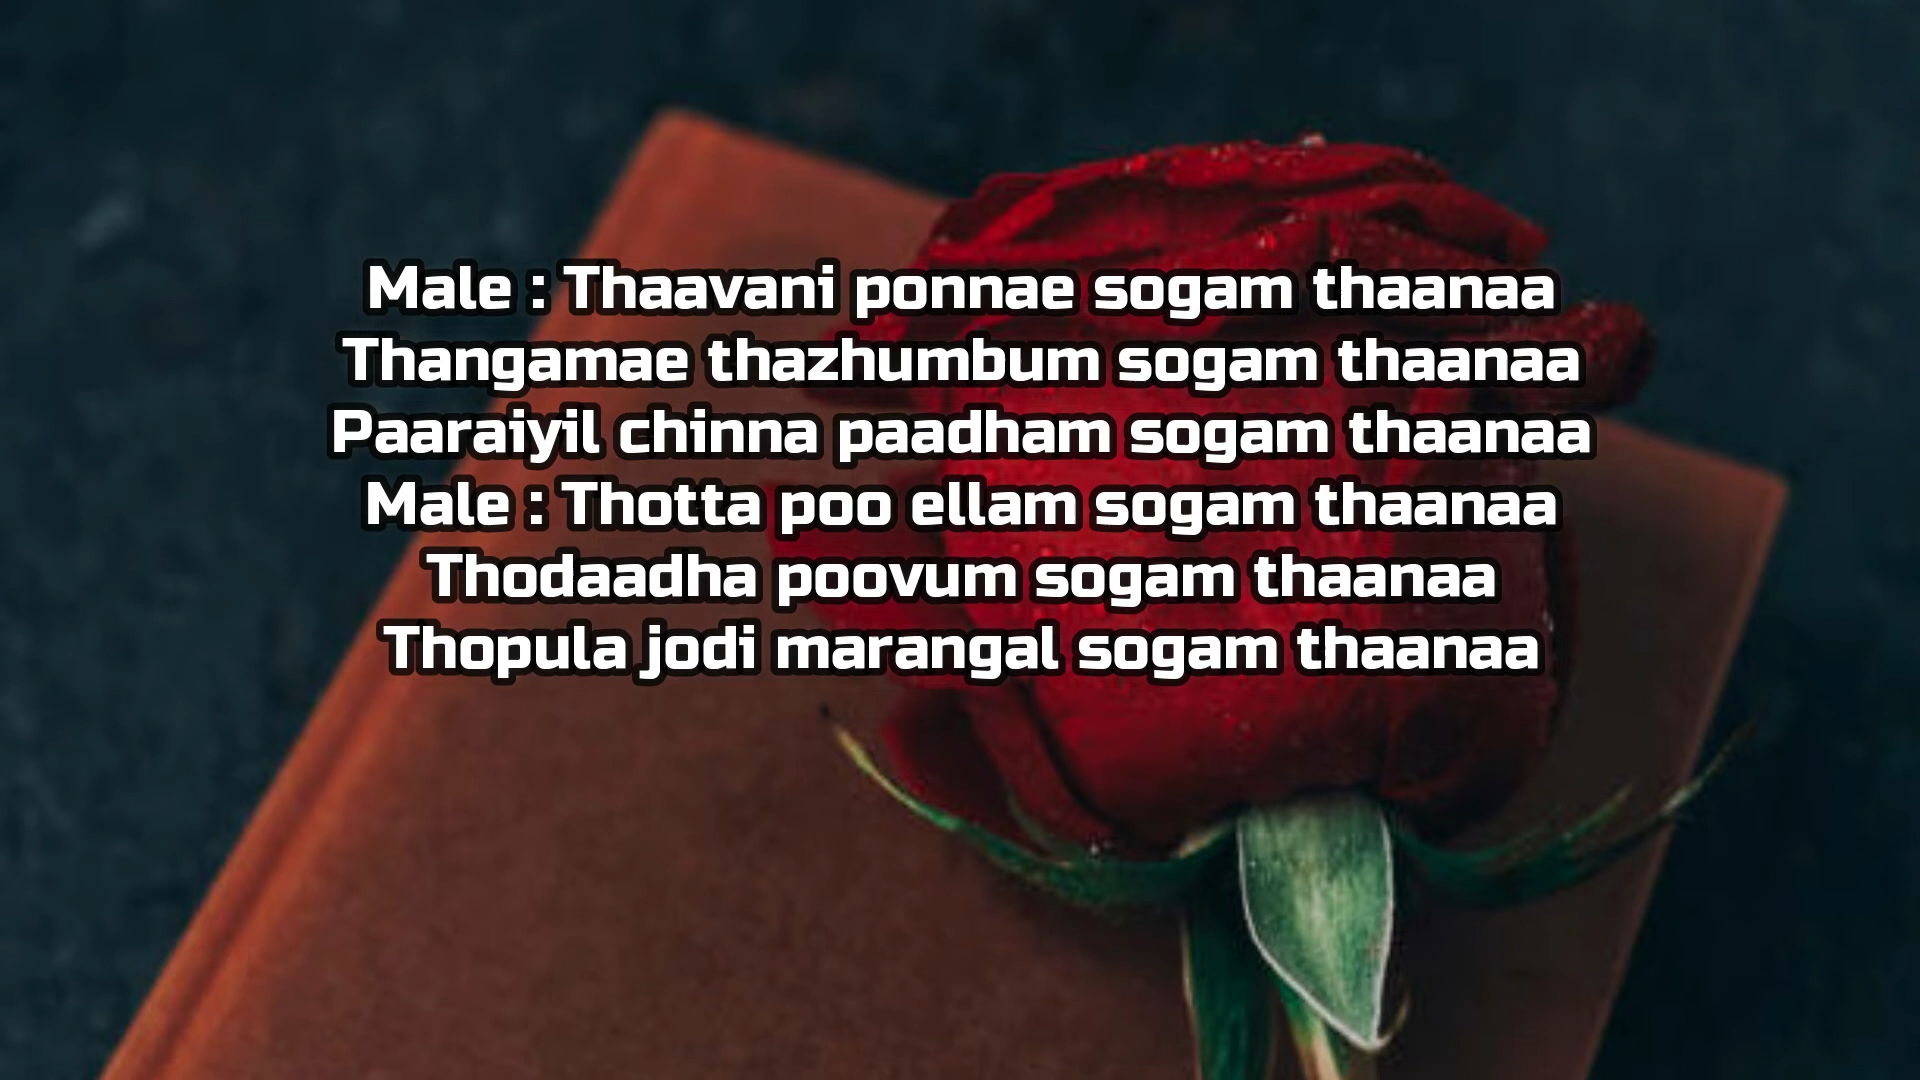 Male : Thaavani ponnae sogam thaanaa
Thangamae thazhumbum sogam thaanaa
Paaraiyil chinna paadham sogam thaanaa
Male : Thotta poo ellam sogam thaanaa
Thodaadha poovum sogam thaanaa
Thopula jodi marangal sogam thaanaa